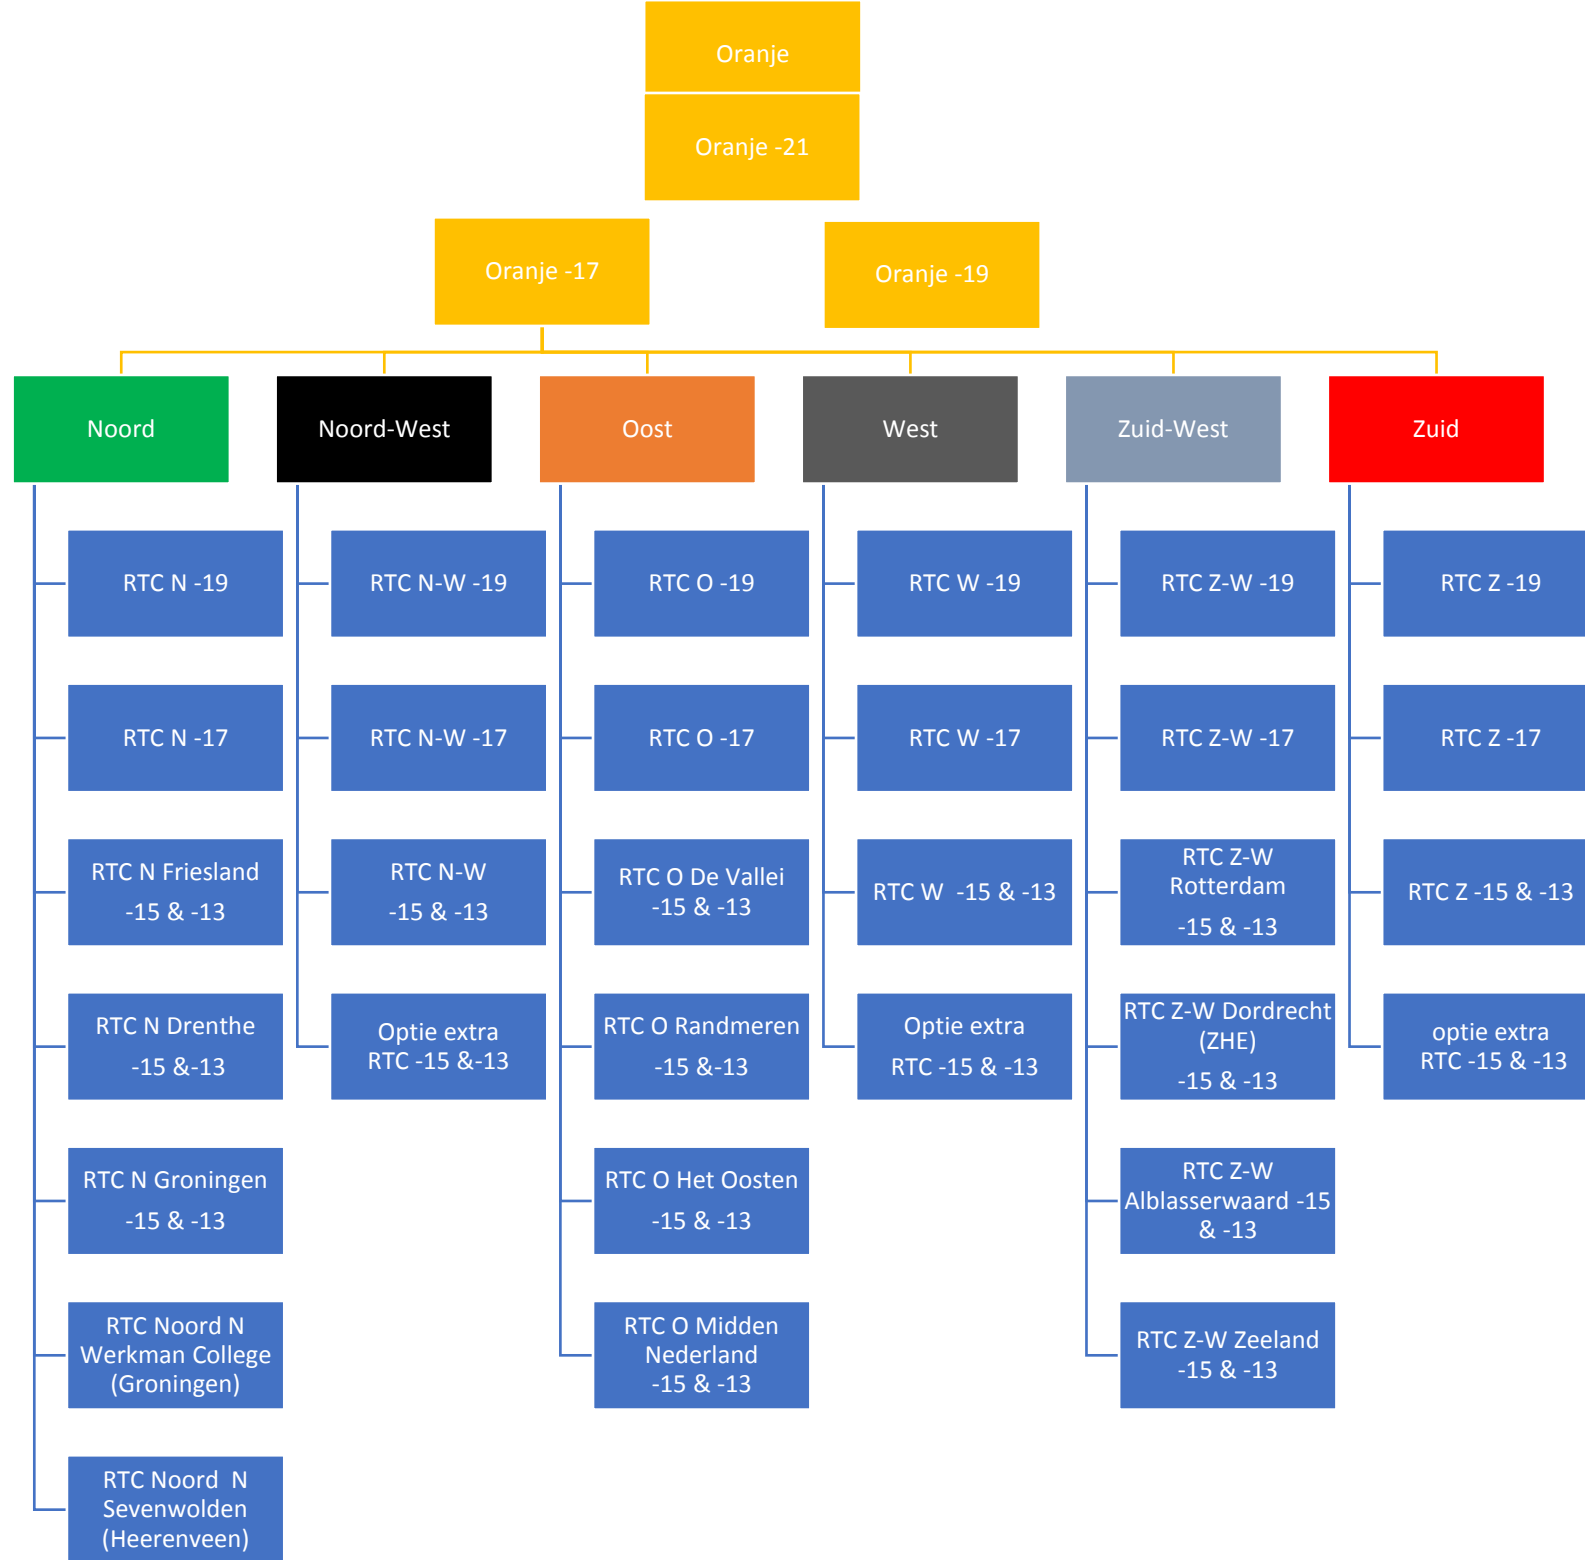 Oranje
Oranje -21
Oranje -17
Oranje -19
Noord
Noord-West
Oost
West
Zuid-West
Zuid
RTC N -19
RTC N-W -19
RTC O -19
RTC W -19
RTC Z-W -19
RTC Z -19
RTC N -17
RTC N-W -17
RTC O -17
RTC W -17
RTC Z-W -17
RTC Z -17
RTC N Friesland
-15 & -13
RTC N-W
-15 & -13
RTC O De Vallei
-15 & -13
RTC W  -15 & -13
RTC Z-W
Rotterdam
-15 & -13
RTC Z -15 & -13
RTC N Drenthe
-15 &-13
Optie extra
RTC -15 &-13
RTC O Randmeren
-15 &-13
Optie extra
RTC -15 & -13
RTC Z-W Dordrecht
(ZHE)
-15 & -13
optie extra
RTC -15 & -13
RTC N Groningen
-15 & -13
RTC O Het Oosten
-15 & -13
RTC Z-W
Alblasserwaard -15
& -13
RTC Noord N
Werkman College
(Groningen)
RTC O Midden
Nederland
-15 & -13
RTC Z-W Zeeland
-15 & -13
RTC Noord  N
Sevenwolden
(Heerenveen)